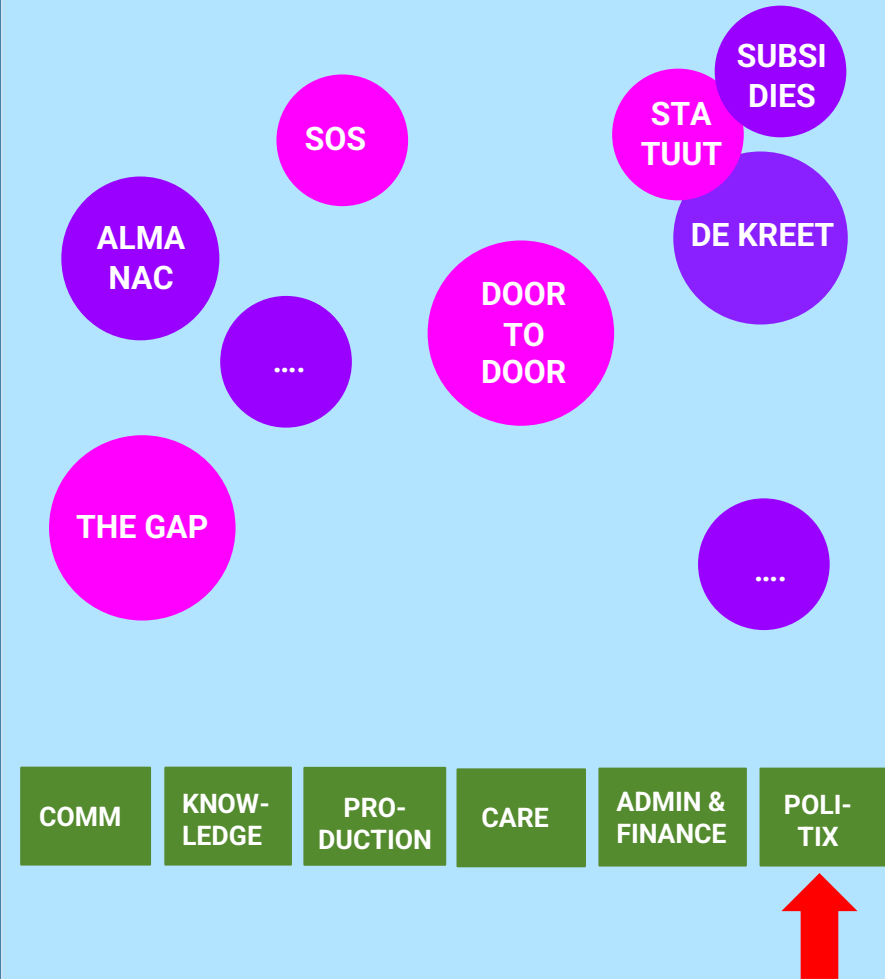 SUBSI
DIES
SOS
STA
TUUT
ALMA
NAC
DE KREET
DOOR
TO
DOOR
....
THE GAP
....
COMM
KNOW-
LEDGE
PRO-
DUCTION
CARE
ADMIN &
FINANCE
POLI-
TIX